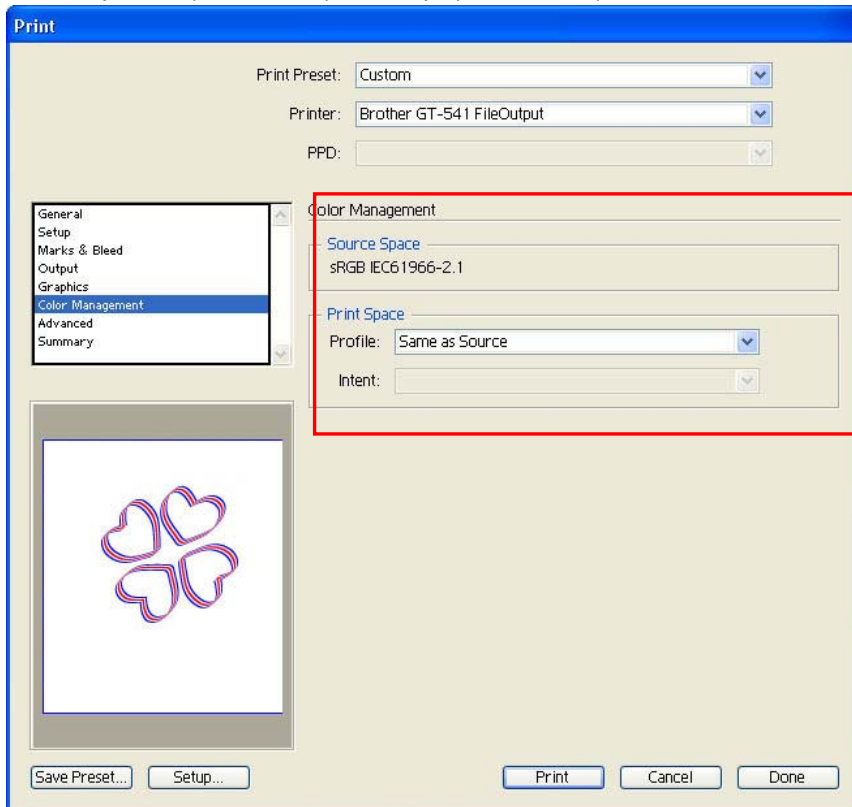 Print
Print Preset: Custom
Printer: Brother GT-541 FileOutput
PPD:
General
Setup
Marks & Bleed
Output
Graphics
Color Management
Advanced
Summary
Color Management
Source Space
sRGB IEC61966-2.1
Print Space
Profile: Same as Source
Intent:
Save Preset... Setup... Print Cancel Done